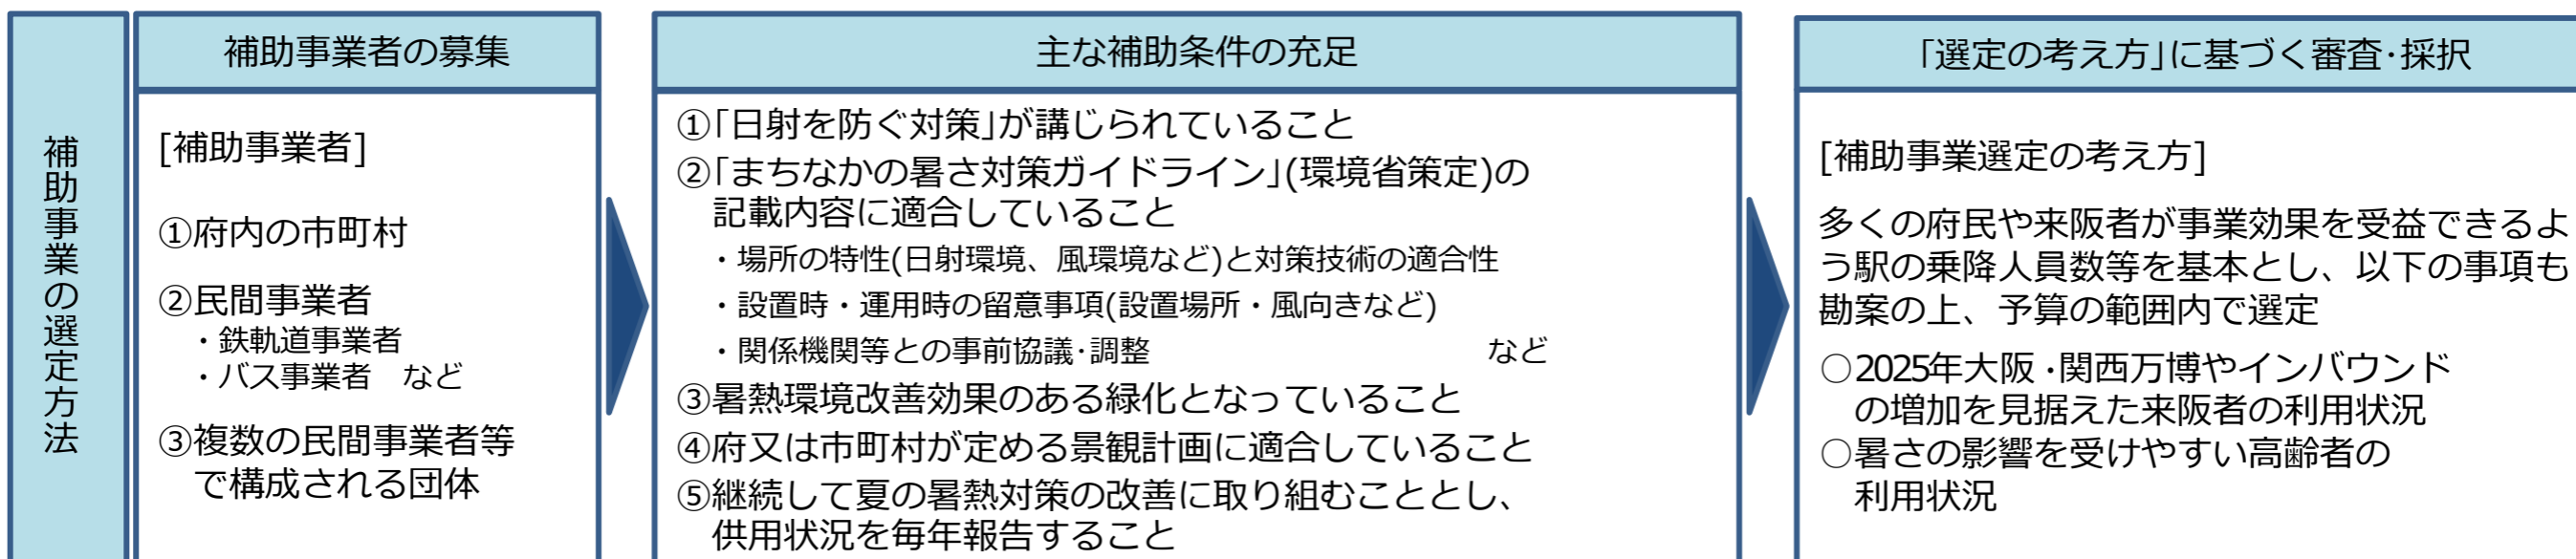 補助事業の選定方法
補助事業者の募集
[補助事業者]
①府内の市町村
②民間事業者
・鉄軌道事業者
・バス事業者　など
③複数の民間事業者等
で構成される団体
主な補助条件の充足
①「日射を防ぐ対策」が講じられていること
②「まちなかの暑さ対策ガイドライン」(環境省策定)の
記載内容に適合していること
・場所の特性(日射環境、風環境など)と対策技術の適合性
・設置時・運用時の留意事項(設置場所・風向きなど)
・関係機関等との事前協議･調整　など
③暑熱環境改善効果のある緑化となっていること
④府又は市町村が定める景観計画に適合していること
⑤継続して夏の暑熱対策の改善に取り組むこととし、
供用状況を毎年報告すること
「選定の考え方」に基づく審査･採択
[補助事業選定の考え方]
多くの府民や来阪者が事業効果を受益できるよ
う駅の乗降人員数等を基本とし、以下の事項も
勘案の上、予算の範囲内で選定
○2025年大阪･関西万博やインバウンド
の増加を見据えた来阪者の利用状況
○暑さの影響を受けやすい高齢者の
利用状況